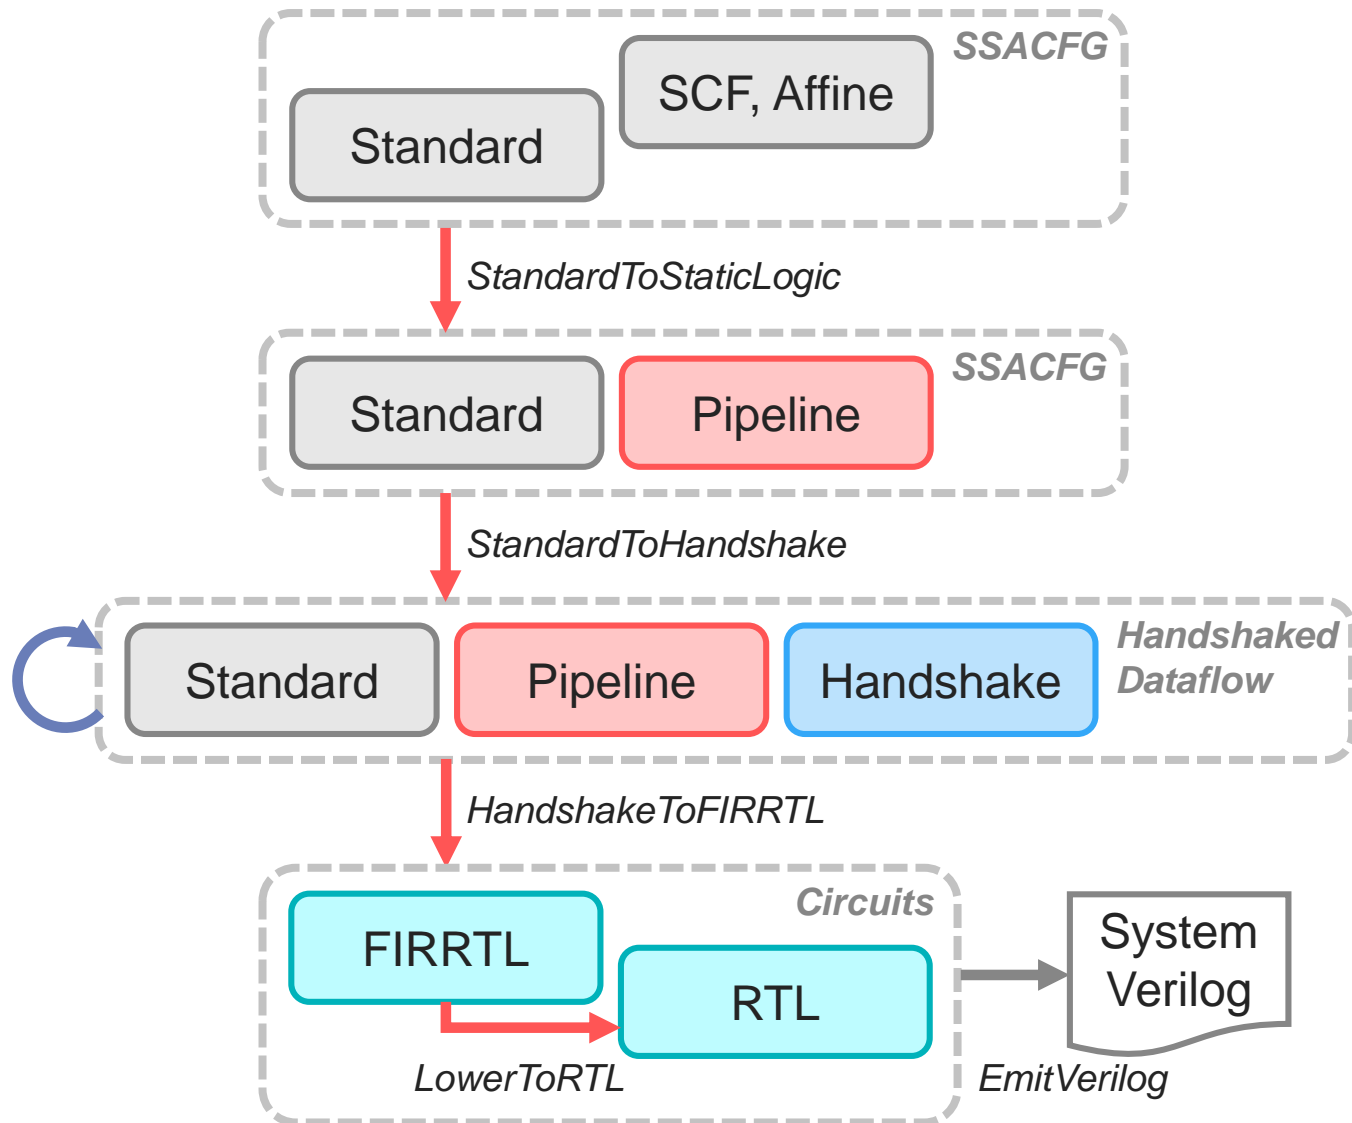 SSACFG
SCF, Affine
Standard
StandardToStaticLogic
SSACFG
Standard
Pipeline
StandardToHandshake
Handshaked
Dataflow
Standard
Pipeline
Handshake
HandshakeToFIRRTL
Circuits
FIRRTL
RTL
LowerToRTL
System
Verilog
EmitVerilog